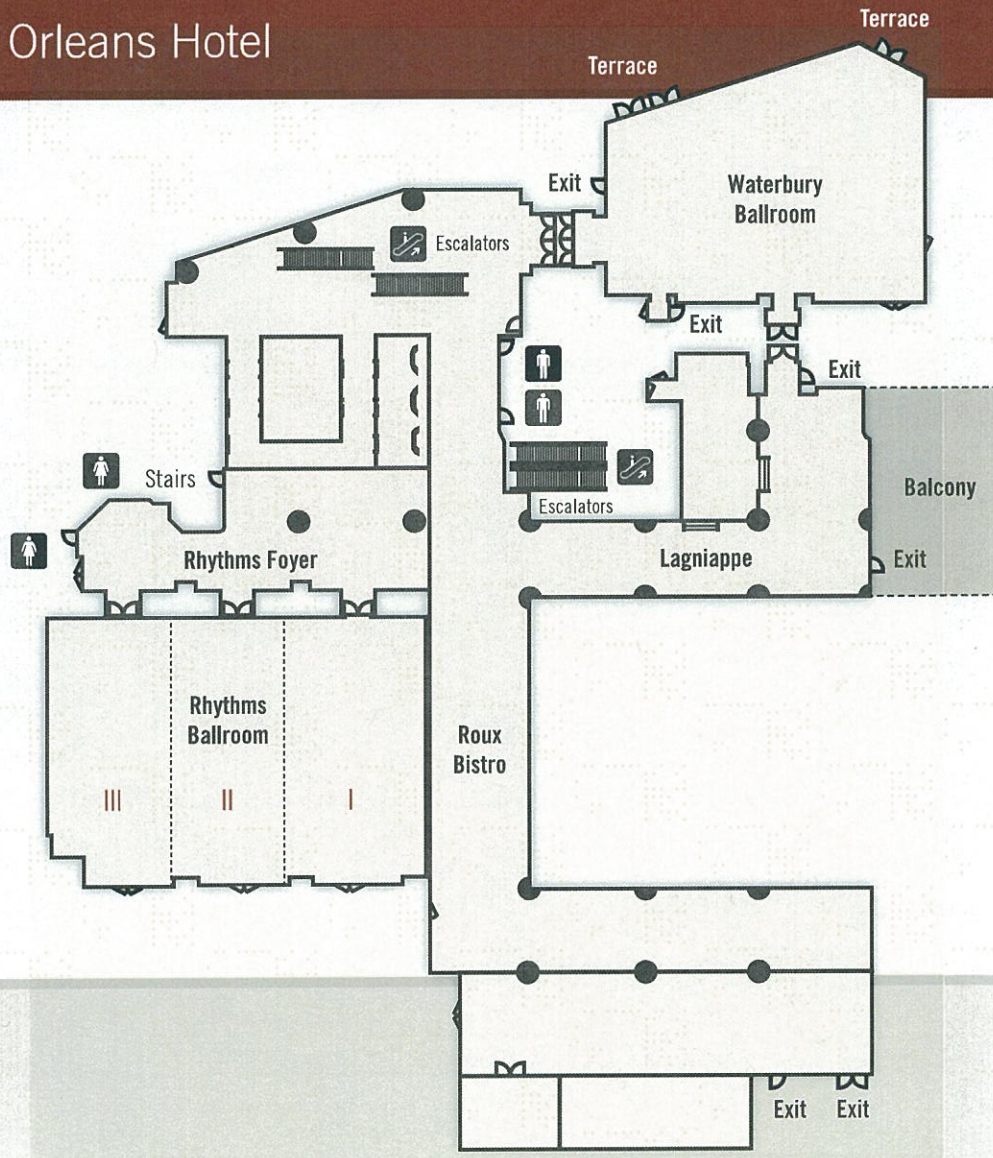 Orleans Hotel
Terrace
Terrace
Exit
Waterbury
Ballroom
Escalators
Exit
Exit
Stairs
Escalators
Balcony
Rhythms Foyer
Lagniappe
Exit
Rhythms
Ballroom
Roux
Bistro
III
II
I
Exit
Exit